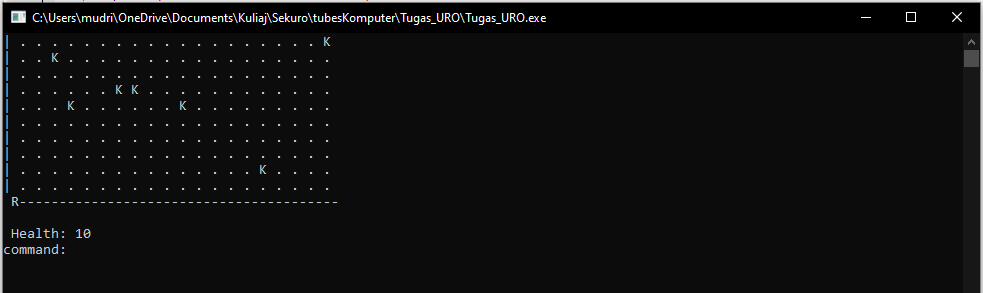 C:\Users\mudri\OneDrive\Documents\Kuliaj\Sekuro\tubesKomputer\Tugas_URO\Tugas_URO.exe
| . . . . . . . . . . . . . . . . . . . K
| . . K . . . . . . . . . . . . . . . . .
| . . . . . . . . . . . . . . . . . . . .
| . . . . . . K K . . . . . . . . . . . .
| . . . K . . . . . . K . . . . . . . . .
| . . . . . . . . . . . . . . . . . . . .
| . . . . . . . . . . . . . . . . . . . .
| . . . . . . . . . . . . . . . . . . . .
| . . . . . . . . . . . . . . . K . . . .
| . . . . . . . . . . . . . . . . . . . .
R----------------------------------------
Health: 10
command: